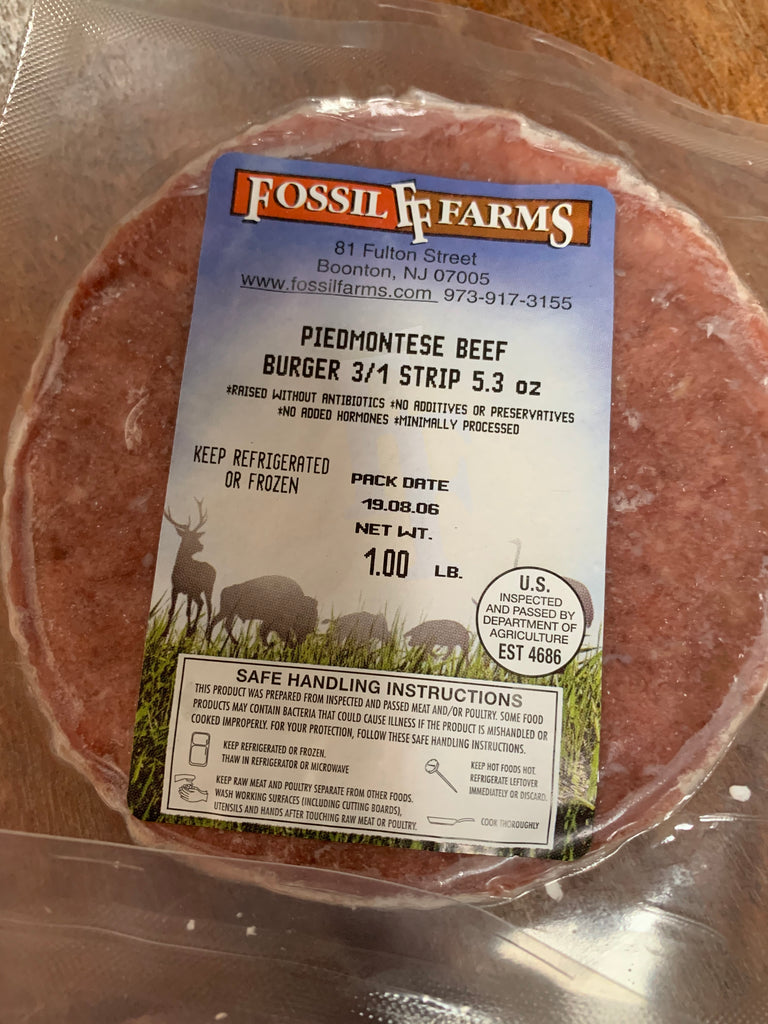 FOSSIL FF FARMS
81 Fulton Street
Boonton, NJ 07005
www.fossilfarms.com 973-917-3155
PIEDMONTESE BEEF
BURGER 3/1 STRIP 5.3 oz
*RAISED WITHOUT ANTIBIOTICS *NO ADDITIVES OR PRESERVATIVES
*NO ADDED HORMONES *MINIMALLY PROCESSED
KEEP REFRIGERATED
OR FROZEN
PACK DATE
19.08.06
NET WT.
1.00 LB.
U.S.
INSPECTED
AND PASSED BY
DEPARTMENT OF
AGRICULTURE
EST 4686
SAFE HANDLING INSTRUCTIONS
THIS PRODUCT WAS PREPARED FROM INSPECTED AND PASSED MEAT AND/OR POULTRY. SOME FOOD
PRODUCTS MAY CONTAIN BACTERIA THAT COULD CAUSE ILLNESS IF THE PRODUCT IS MISHANDLED OR
COOKED IMPROPERLY. FOR YOUR PROTECTION, FOLLOW THESE SAFE HANDLING INSTRUCTIONS.
KEEP REFRIGERATED OR FROZEN.
THAW IN REFRIGERATOR OR MICROWAVE
KEEP RAW MEAT AND POULTRY SEPARATE FROM OTHER FOODS.
WASH WORKING SURFACES (INCLUDING CUTTING BOARDS),
UTENSILS AND HANDS AFTER TOUCHING RAW MEAT OR POULTRY.
KEEP HOT FOODS HOT.
REFRIGERATE LEFTOVER
IMMEDIATELY OR DISCARD.
COOK THOROUGHLY